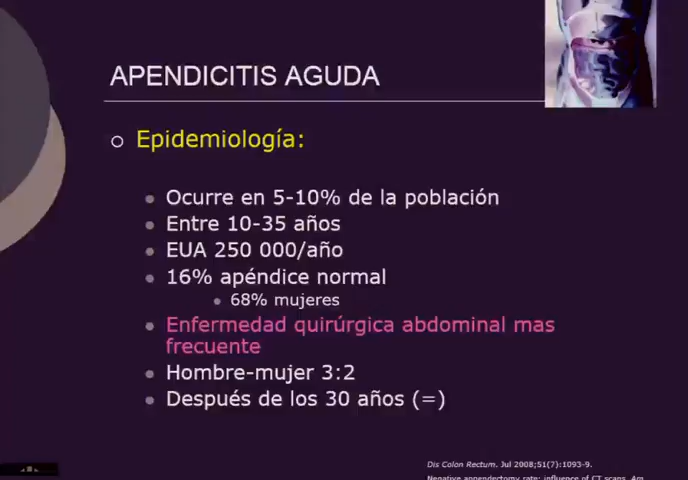 APENDICITIS AGUDA
Epidemiología:
Ocurre en 5-10% de la población
Entre 10-35 años
EUA 250 000/año
16% apéndice normal
68% mujeres
Enfermedad quirúrgica abdominal mas
frecuente
Hombre-mujer 3:2
Después de los 30 años (=)
Dis Colon Rectum. Jul 2008;51(7):1093-9.
Negative appendectomy rate: influence of CT scans. Am